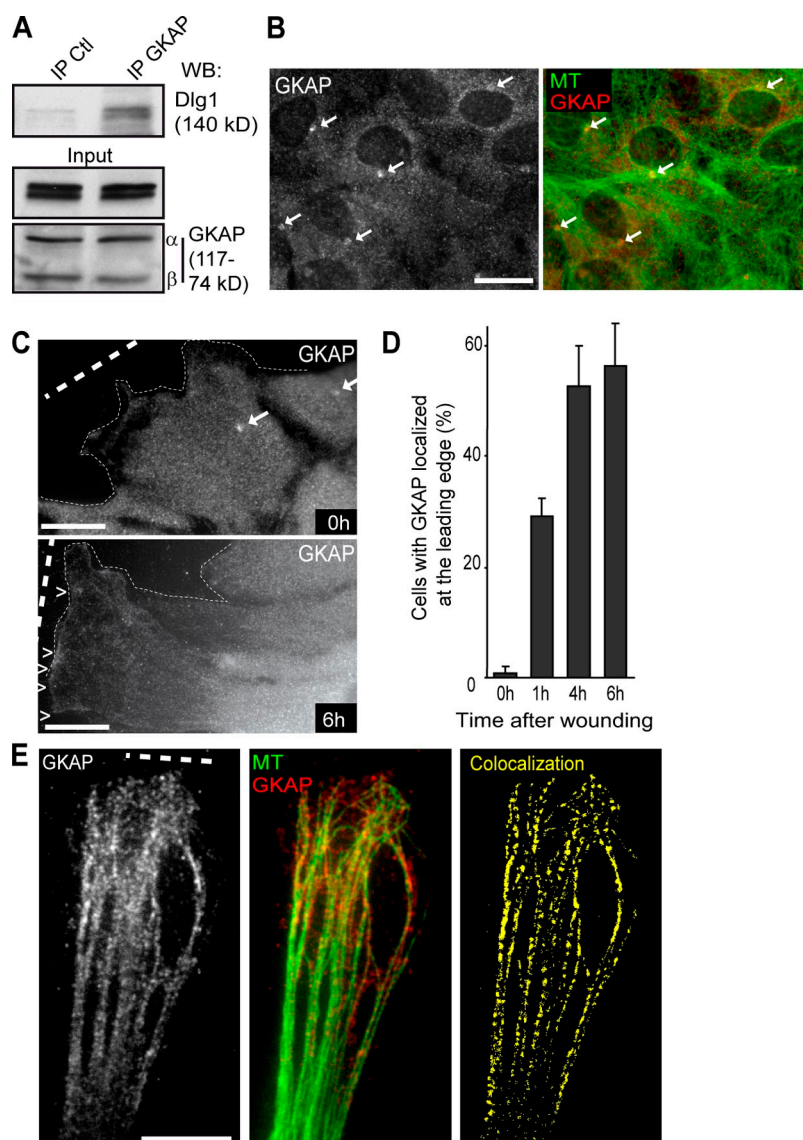 A
IP Ctl
IP GKAP
WB:
Dlg1
(140 kD)
Input
α
GKAP
(117-
β
74 kD)
B
GKAP
MT
GKAP
C
GKAP
0h
GKAP
>
>
>
>
>
6h
D
Cells with GKAP localized
at the leading edge (%)
60
40
20
0
0h 1h 4h 6h
Time after wounding
E
GKAP
MT
GKAP
Colocalization